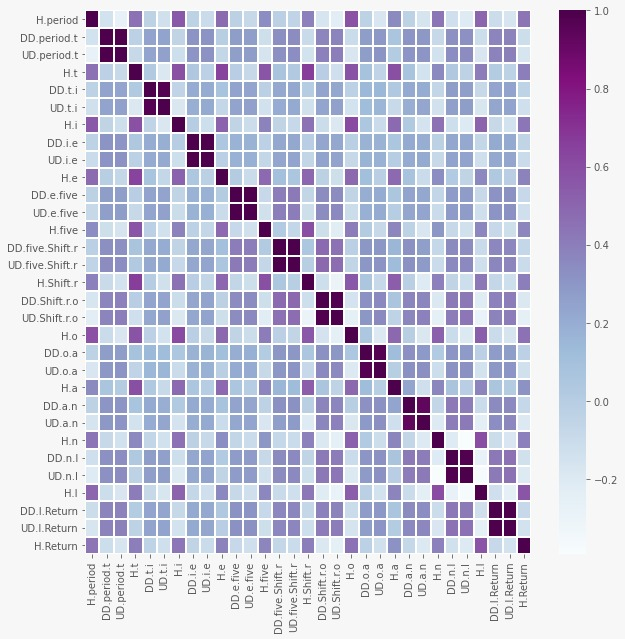 H.period
DD.period.t
UD.period.t
H.t
DD.t.i
UD.t.i
H.i
DD.i.e
UD.i.e
H.e
DD.e.five
UD.e.five
H.five
DD.five.Shift.r
UD.five.Shift.r
H.Shift.r
DD.Shift.r.o
UD.Shift.r.o
H.o
DD.o.a
UD.o.a
H.a
DD.a.n
UD.a.n
H.n
DD.n.l
UD.n.l
H.l
DD.l.Return
UD.l.Return
H.Return
H.period
DD.period.t
UD.period.t
H.t
DD.t.i
UD.t.i
H.i
DD.i.e
UD.i.e
H.e
DD.e.five
UD.e.five
H.five
DD.five.Shift.r
UD.five.Shift.r
H.Shift.r
DD.Shift.r.o
UD.Shift.r.o
H.o
DD.o.a
UD.o.a
H.a
DD.a.n
UD.a.n
H.n
DD.n.l
UD.n.l
H.l
DD.l.Return
UD.l.Return
H.Return
1.0
0.8
0.6
0.4
0.2
0.0
−0.2